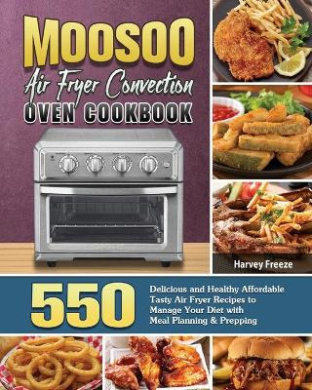 MOOSOO
Air Fryer Convection
OVEN COOKBOOK
Harvey Freeze
550
Delicious and Healthy Affordable
Tasty Air Fryer Recipes to
Manage Your Diet with
Meal Planning & Prepping